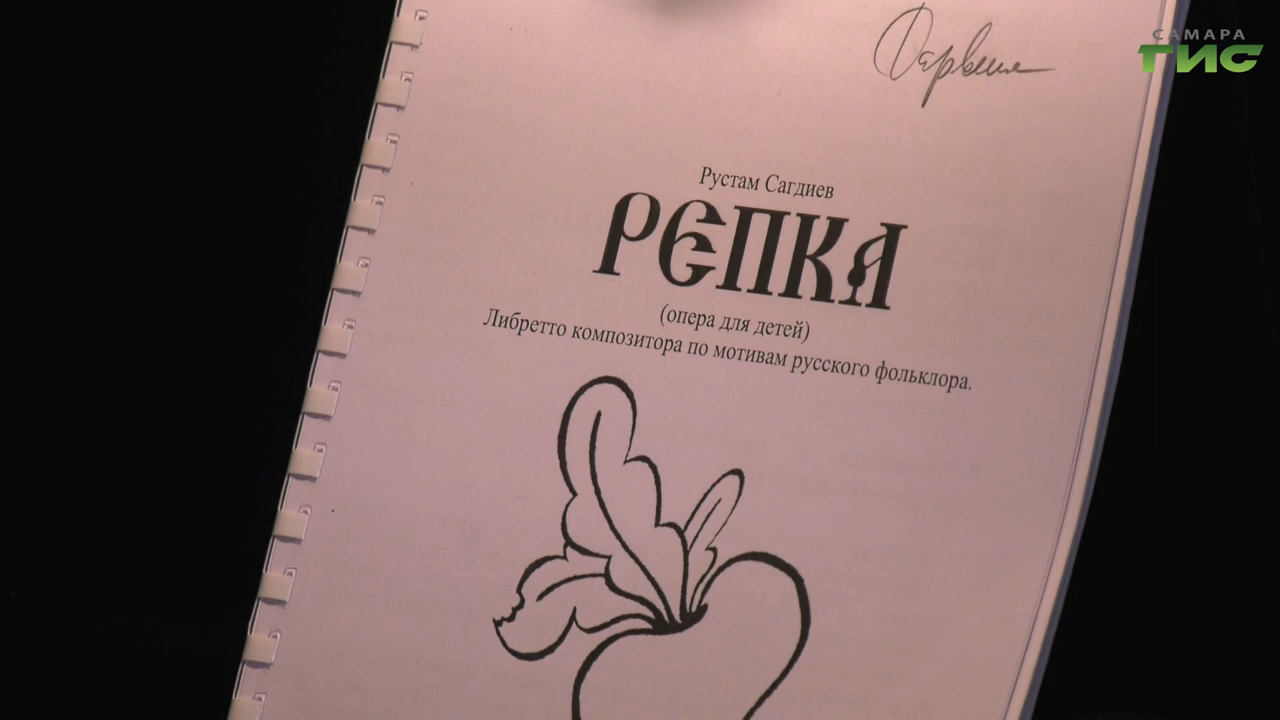 САМАРА
ГИС
Рустам Сагдиев
РЕПКА
(опера для детей)
Либретто композитора по мотивам русского фольклора.